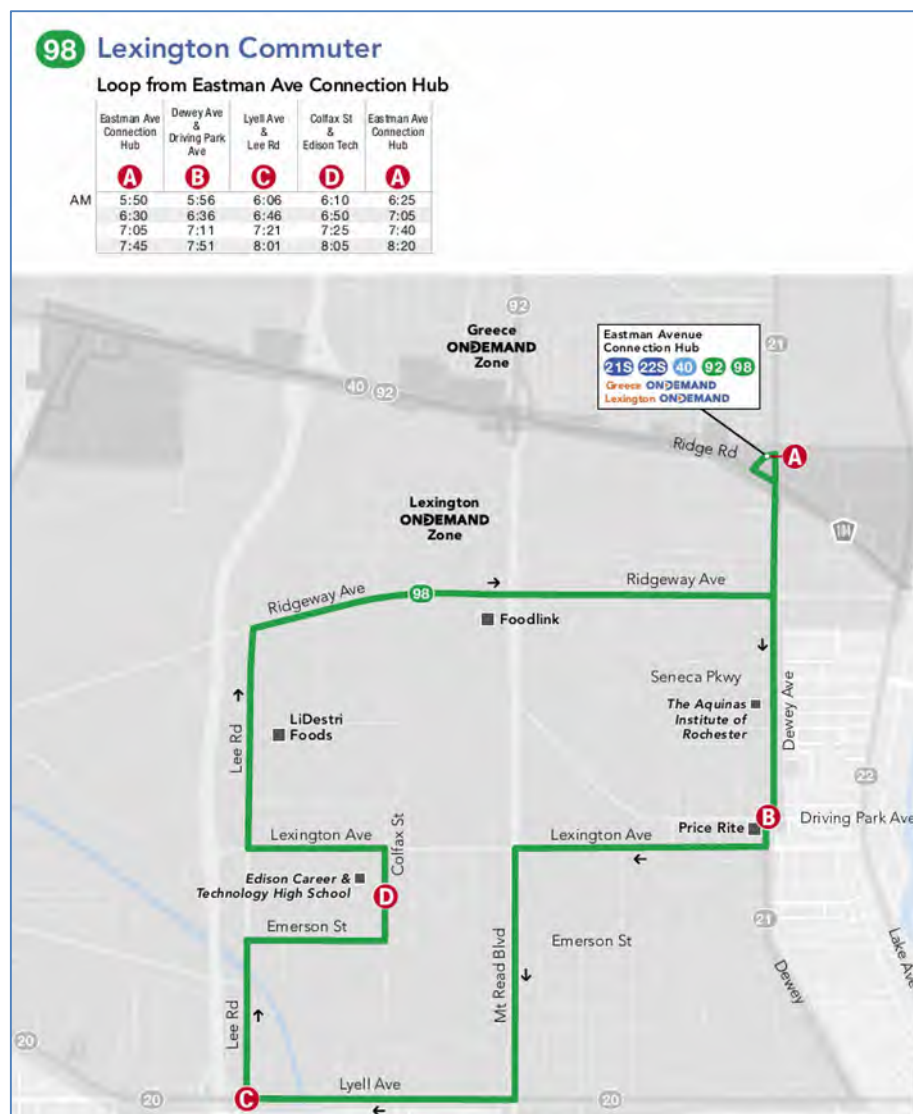 98 Lexington Commuter
Loop from Eastman Ave Connection Hub
Eastman Ave
Connection
Hub
Dewey Ave
&
Driving Park
Ave
Lyell Ave
&
Lee Rd
Colfax St
&
Edison Tech
Eastman Ave
Connection
Hub
A B C D A
AM 5:50 5:56 6:06 6:10 6:25
6:30 6:36 6:46 6:50 7:05
7:05 7:11 7:21 7:25 7:40
7:45 7:51 8:01 8:05 8:20
92
Greece
ONDEMAND
Zone
Eastman Avenue
Connection Hub
21S 22S 40 92 98
Greece ONDEMAND
Lexington ONDEMAND
21
40 92
Ridge Rd
A
Lexington
ONDEMAND
Zone
104
Ridgeway Ave
98
Ridgeway Ave
Foodlink
Seneca Pkwy
The Aquinas
Institute of
Rochester
Dewey Ave
Lee Rd
LiDestri
Foods
22
B
Price Rite
Driving Park Ave
Lexington Ave
Colfax St
Lexington Ave
Edison Career &
Technology High School
D
Emerson St
Mt Read Blvd
Emerson St
21
Dewey
Lake Ave
Lee Rd
20
C
20
Lyell Ave
20